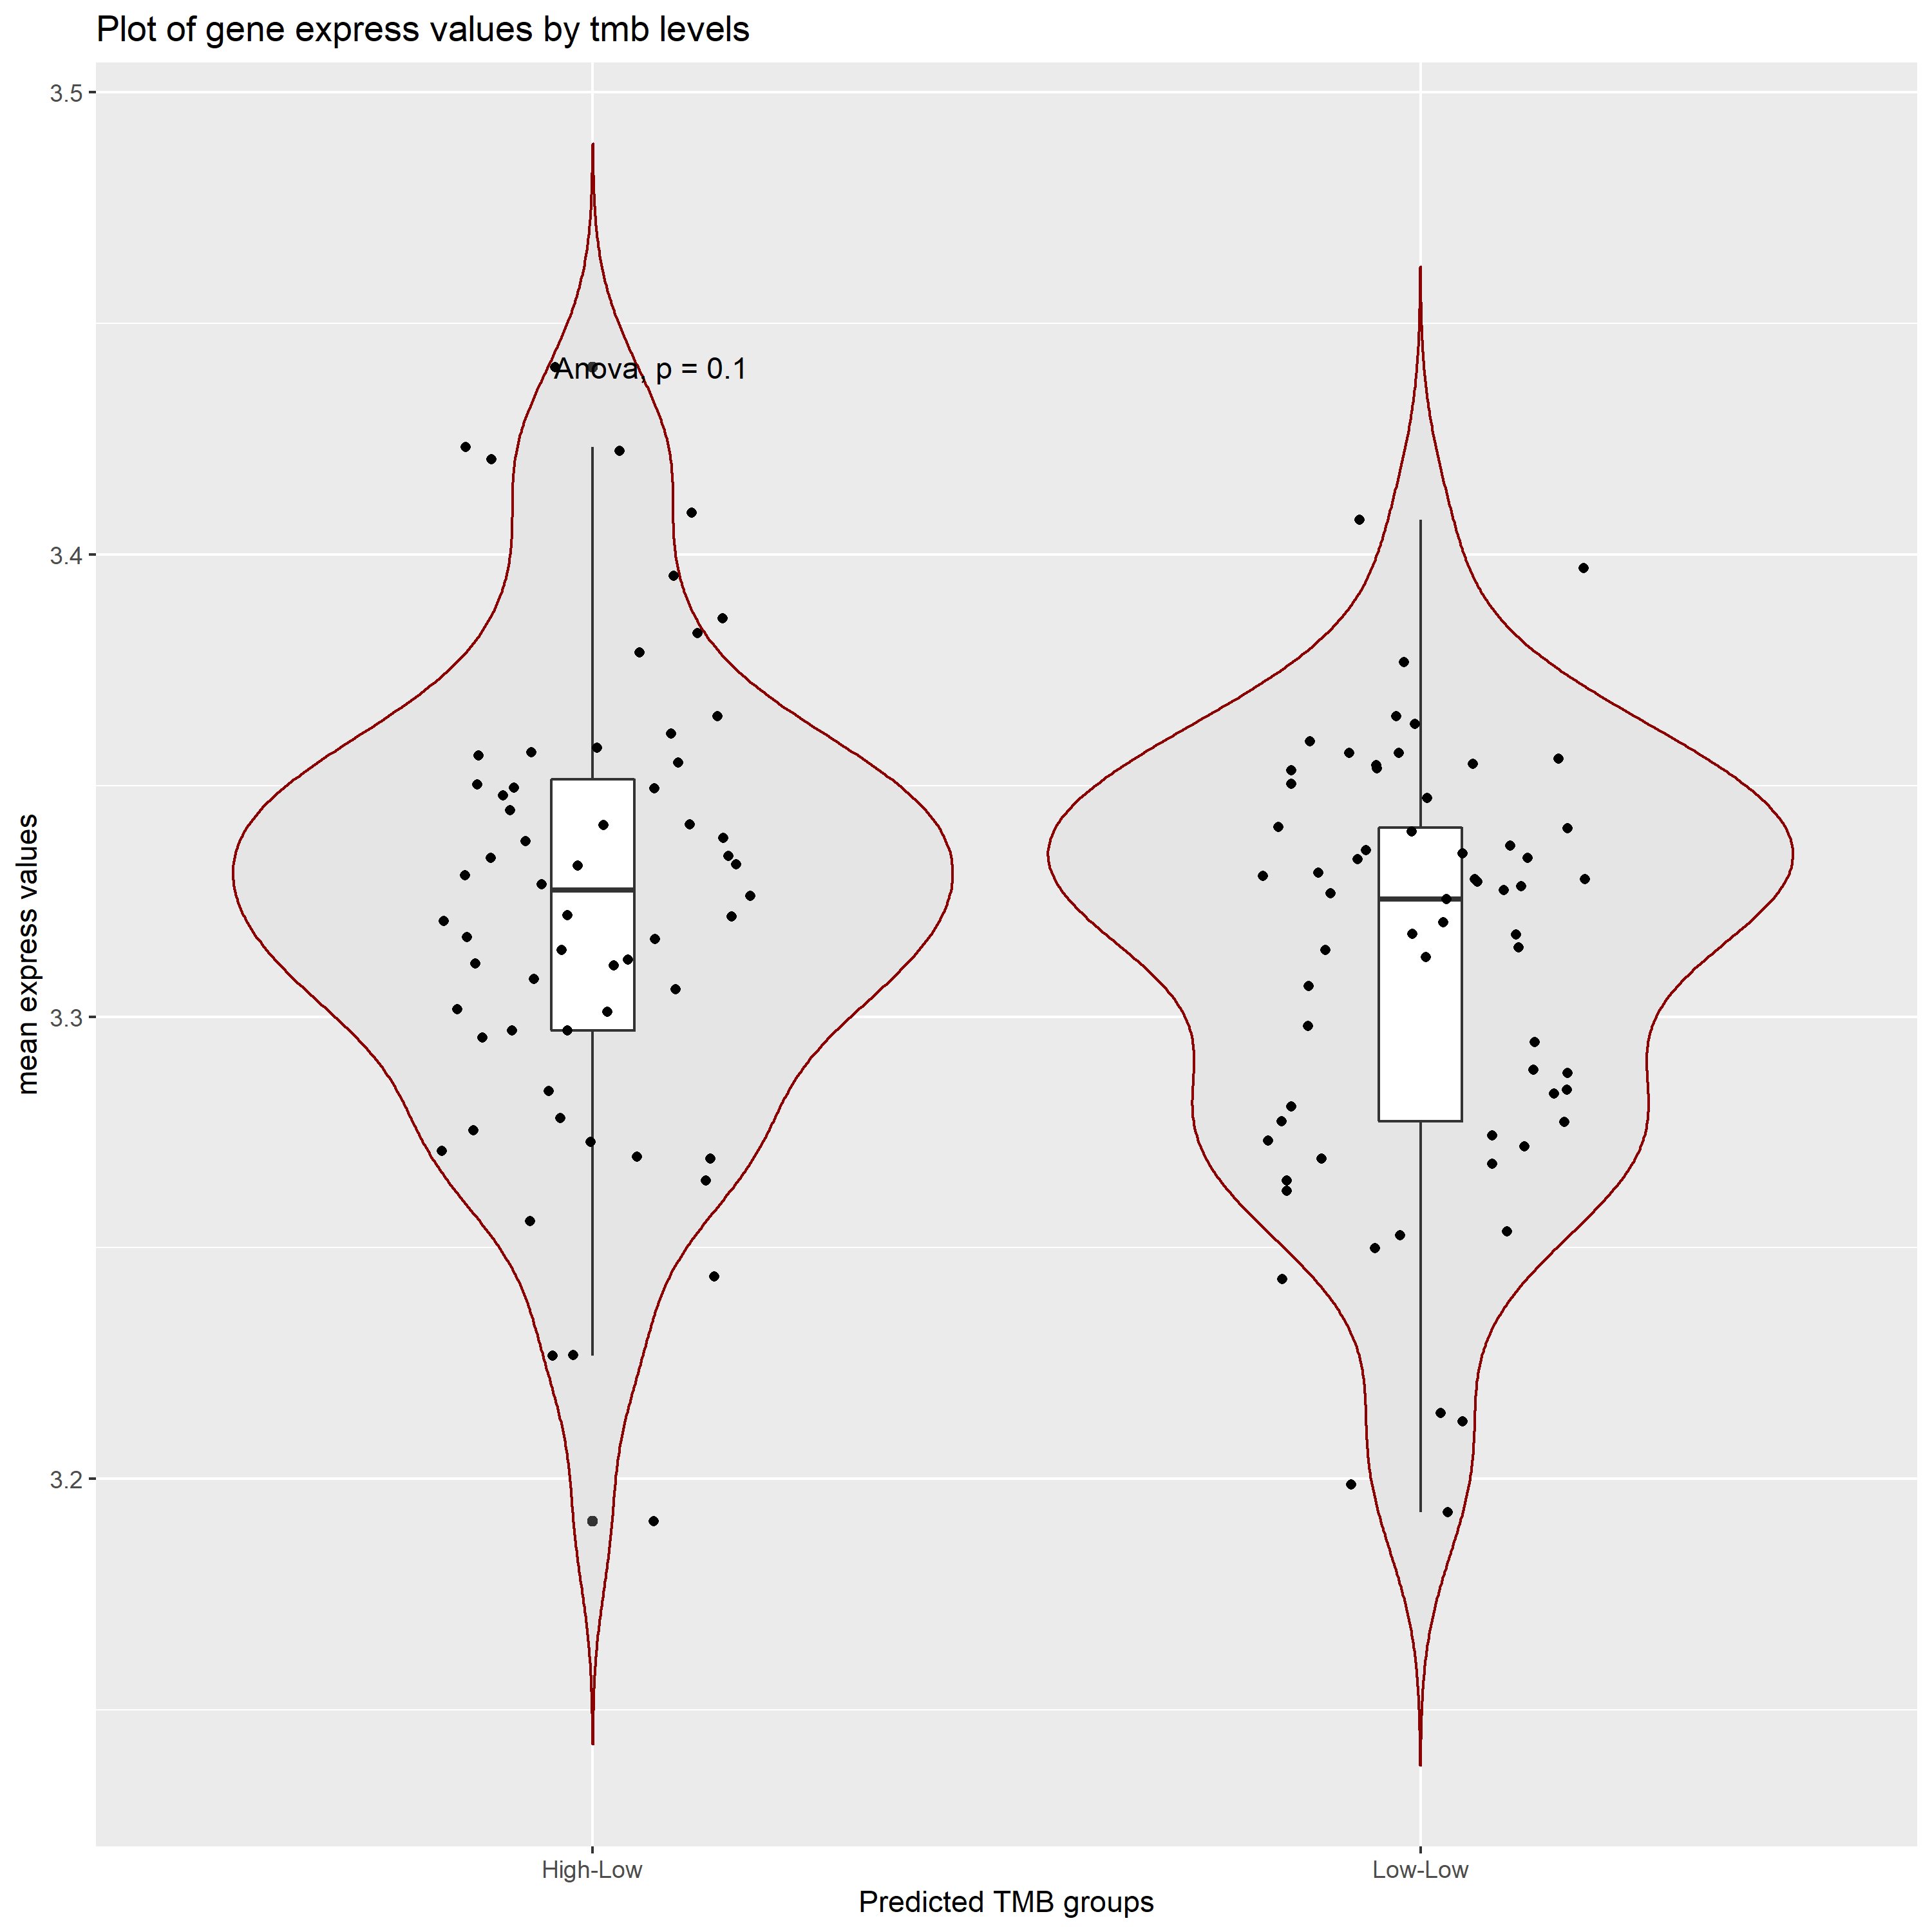 Plot of gene express values by tmb levels
3.5
Anova, p = 0.1
3.4
mean express values
3.3
3.2
High-Low
Low-Low
Predicted TMB groups